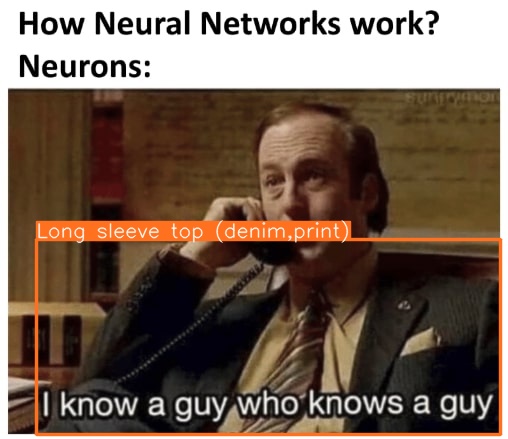 How Neural Networks work?
Neurons:
Long sleeve top (denim,print)
I know a guy who knows a guy